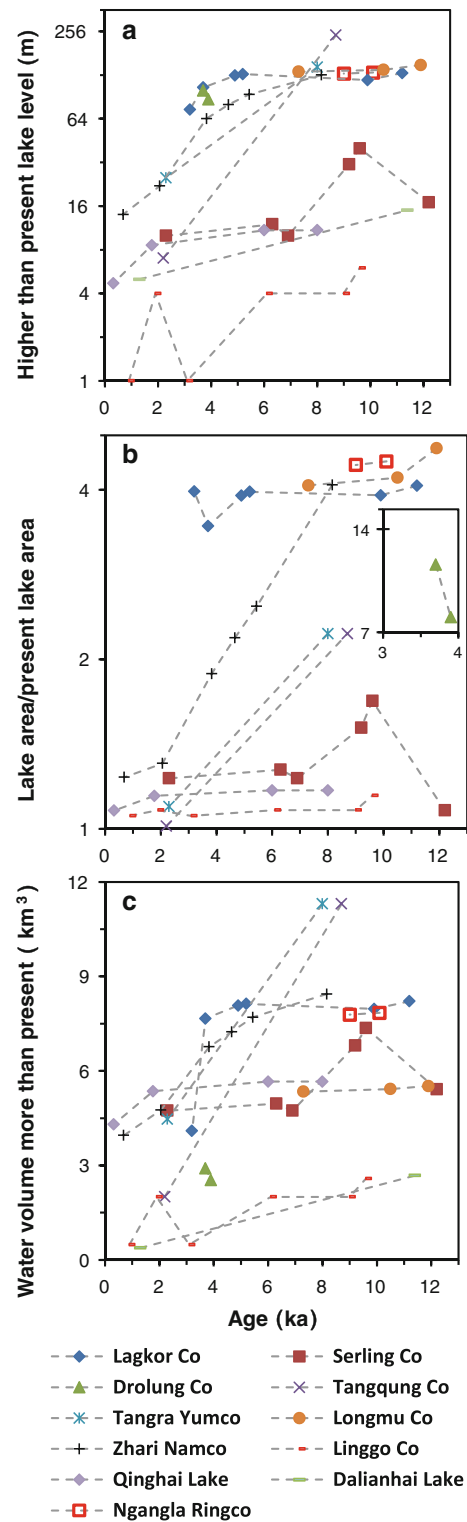 a
Higher than present lake level (m)
256
64
16
4
1
0 2 4 6 8 10 12
b
Lake area/present lake area
4
2
1
14
7
3 4
0 2 4 6 8 10 12
c
Water volume more than present ( km³)
12
9
6
3
0
0 2 4 6 8 10 12
Age (ka)
Lagkor Co Serling Co
Drolung Co Tangqung Co
Tangra Yumco Longmu Co
Zhari Namco Linggo Co
Qinghai Lake Dalianhai Lake
Ngangla Ringco